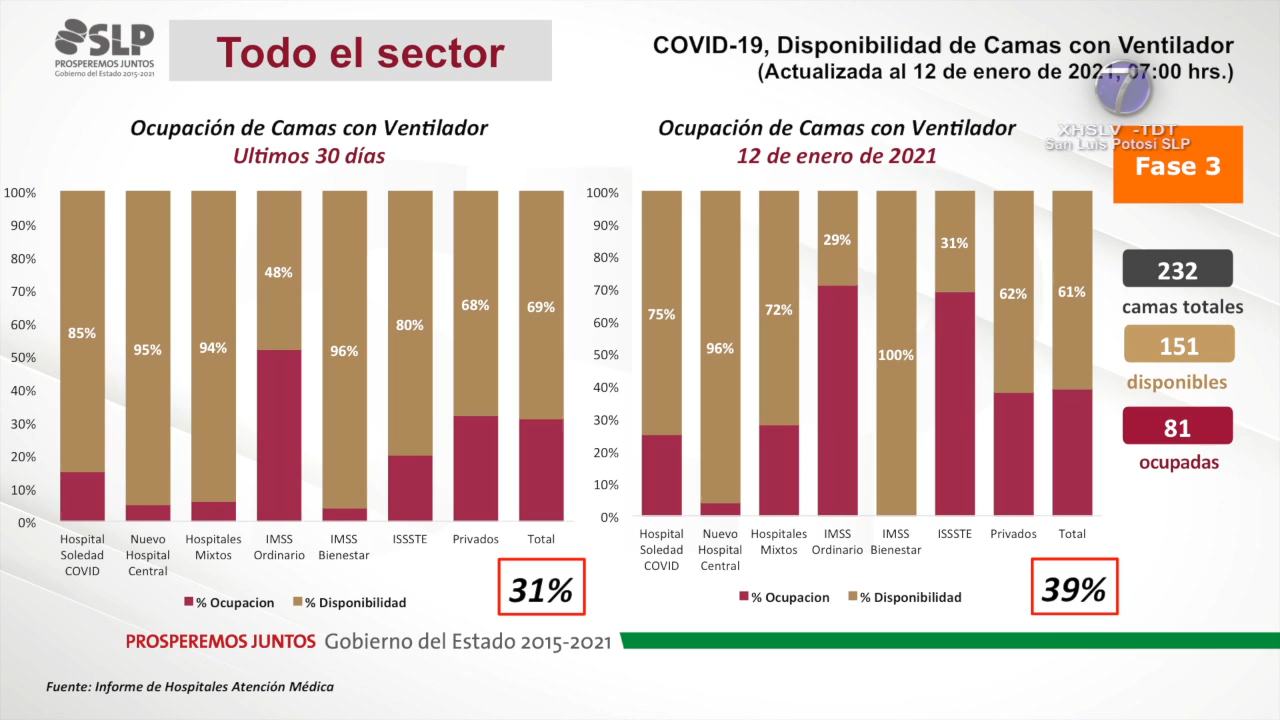 SLP
PROSPEREMOS JUNTOS
Gobierno del Estado 2015-2021
Todo el sector
COVID-19, Disponibilidad de Camas con Ventilador
(Actualizada al 12 de enero de 2021, 07:00 hrs.)
7
XHSLV -TDT
San Luis Potosi SLP
Fase 3
Ocupación de Camas con Ventilador
Ultimos 30 días
100%
90%
80%
70%
60%
50%
40%
30%
20%
10%
0%
85%
95%
94%
48%
96%
80%
68%
69%
Hospital
Soledad
COVID
Nuevo
Hospital
Central
Hospitales
Mixtos
IMSS
Ordinario
IMSS
Bienestar
ISSSTE
Privados
Total
% Ocupacion
% Disponibilidad
31%
Ocupación de Camas con Ventilador
12 de enero de 2021
100%
90%
80%
70%
60%
50%
40%
30%
20%
10%
0%
75%
96%
72%
29%
100%
31%
62%
61%
Hospital
Soledad
COVID
Nuevo
Hospital
Central
Hospitales
Mixtos
IMSS
Ordinario
IMSS
Bienestar
ISSSTE
Privados
Total
% Ocupacion
% Disponibilidad
39%
232
camas totales
151
disponibles
81
ocupadas
PROSPEREMOS JUNTOS Gobierno del Estado 2015-2021
Fuente: Informe de Hospitales Atención Médica